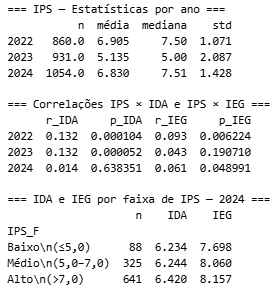 === IPS — Estatísticas por ano ===
n média mediana std
2022 860.0 6.905 7.50 1.071
2023 931.0 5.135 5.00 2.087
2024 1054.0 6.830 7.51 1.428
=== Correlações IPS × IDA e IPS × IEG ===
r_IDA p_IDA r_IEG p_IEG
2022 0.132 0.000104 0.093 0.006224
2023 0.132 0.000052 0.043 0.190710
2024 0.014 0.638351 0.061 0.048991
=== IDA e IEG por faixa de IPS — 2024 ===
n IDA IEG
IPS_F
Baixo\n(≤5,0) 88 6.234 7.698
Médio\n(5,0–7,0) 325 6.244 8.060
Alto\n(>7,0) 641 6.420 8.157